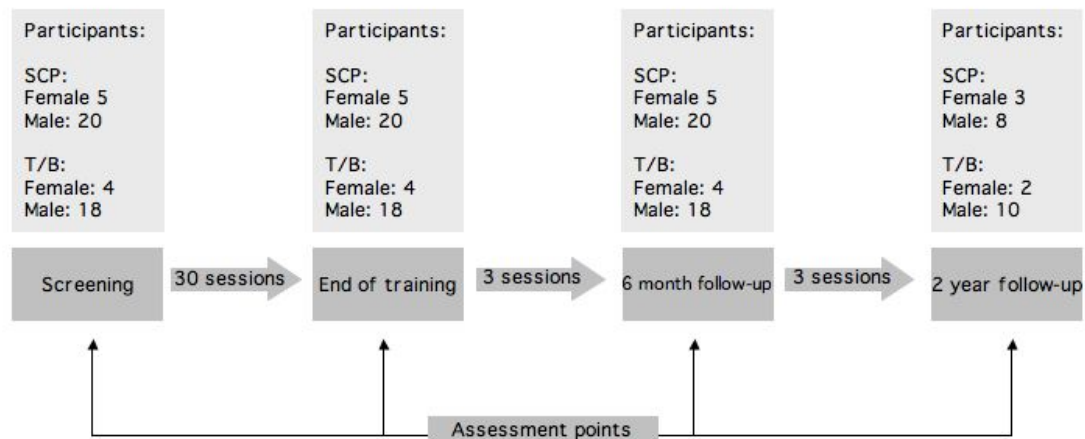 Participants:
SCP:
Female 5
Male: 20
T/B:
Female: 4
Male: 18
Participants:
SCP:
Female 5
Male: 20
T/B:
Female: 4
Male: 18
Participants:
SCP:
Female 5
Male: 20
T/B:
Female: 4
Male: 18
Participants:
SCP:
Female 3
Male: 8
T/B:
Female: 2
Male: 10
Screening
30 sessions
End of training
3 sessions
6 month follow-up
3 sessions
2 year follow-up
Assessment points